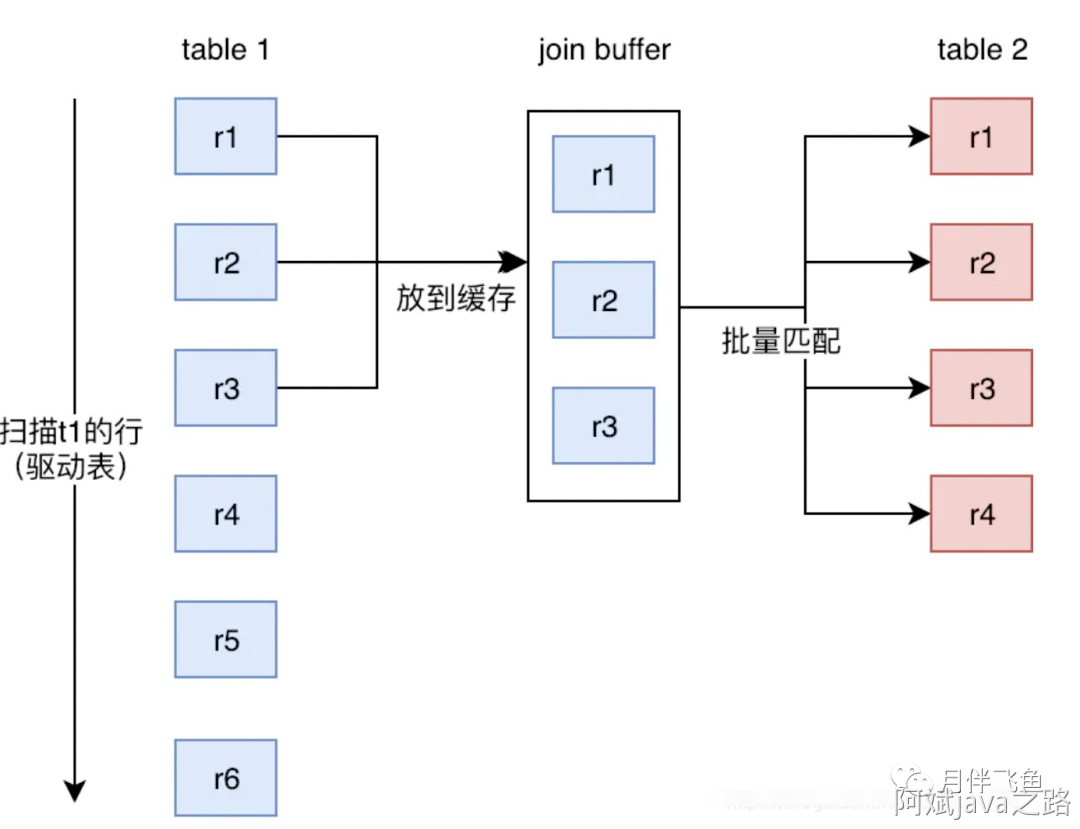 table 1
join buffer
table 2
r1
r2
r3
r4
r5
r6
扫描t1的行
（驱动表）
放到缓存
r1
r2
r3
批量匹配
r1
r2
r3
r4
月伴飞鱼
阿斌java之路